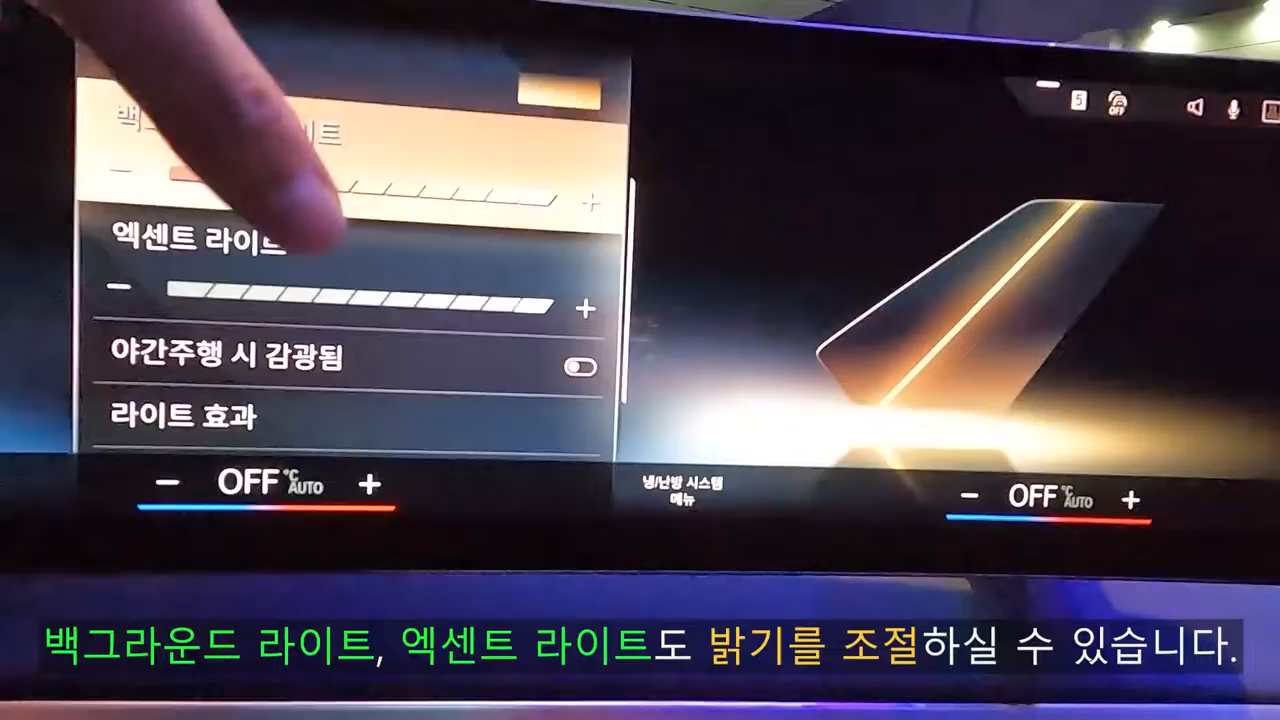 5
OFF
엑센트 라이트
야간주행 시 감광됨
라이트 효과
- OFF °C AUTO +
냉/난방 시스템
메뉴
- OFF °C AUTO +
백그라운드 라이트, 엑센트 라이트도 밝기를 조절하실 수 있습니다.